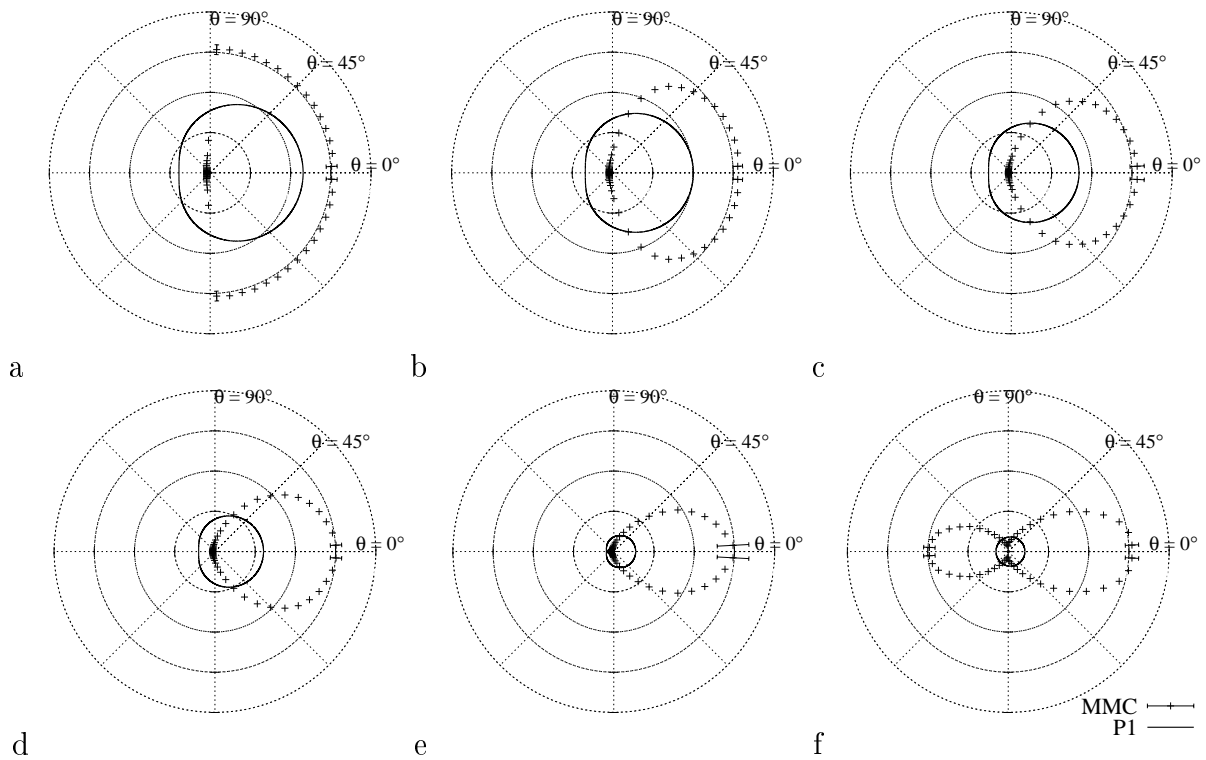 θ = 90°
θ = 45°
θ = 0°
a
θ = 90°
θ = 45°
θ = 0°
b
θ = 90°
θ = 45°
θ = 0°
c
θ = 90°
θ = 45°
θ = 0°
d
θ = 90°
θ = 45°
θ = 0°
e
θ = 90°
θ = 45°
θ = 0°
f
MMC
P1